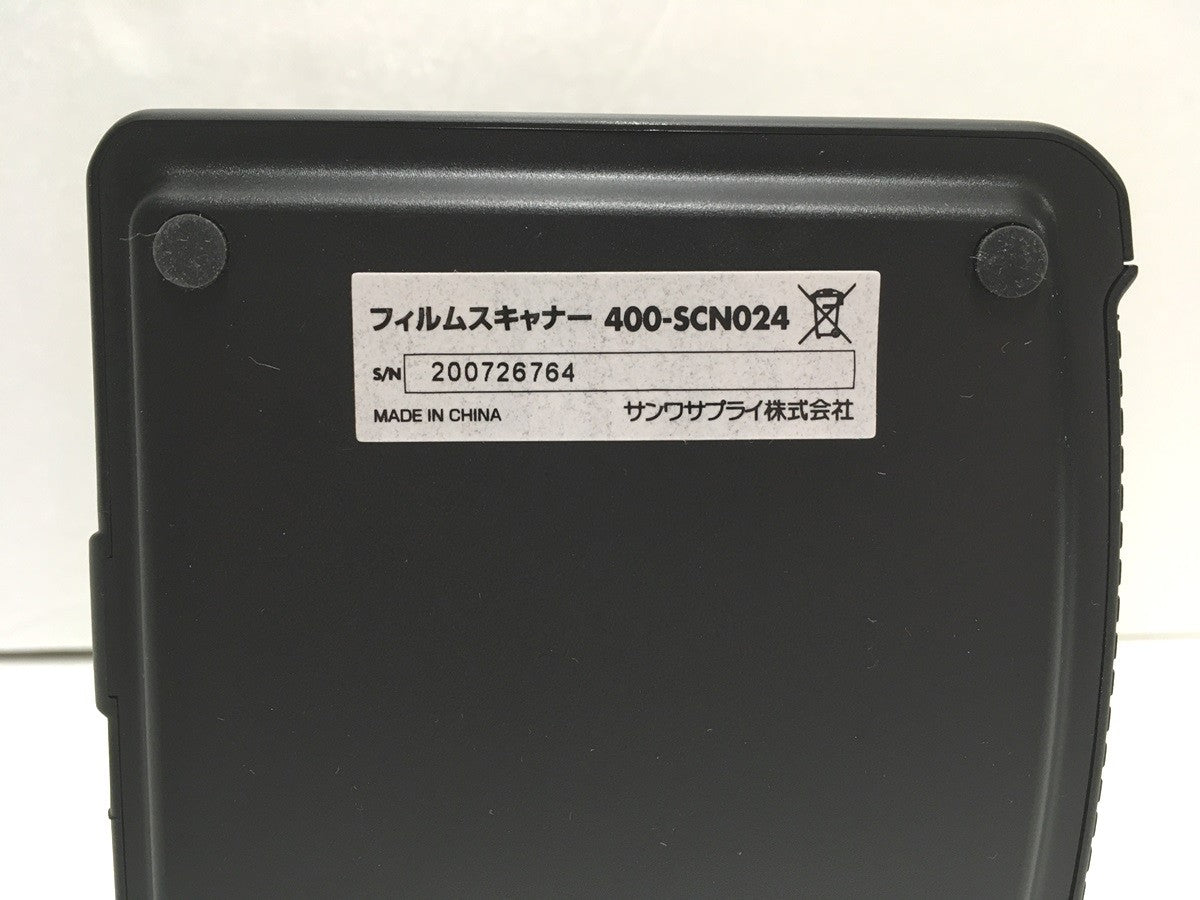 フィルムスキャナー 400-SCN024
S/N 200726764
MADE IN CHINA サンワサプライ株式会社